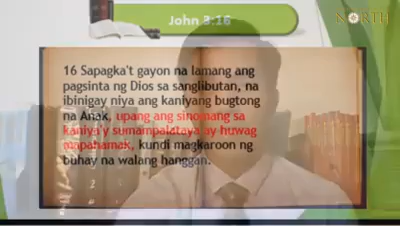 John 3:16
NORTH
16 Sapagka't gayon na lamang ang
pagsinta ng Dios sa sanglibutan, na
ibinigay niya ang kaniyang bugtong
na Anak, upang ang sinomang sa
kaniya'y sumampalataya ay huwag
mapahamak, kundi magkaroon ng
buhay na walang hanggan.